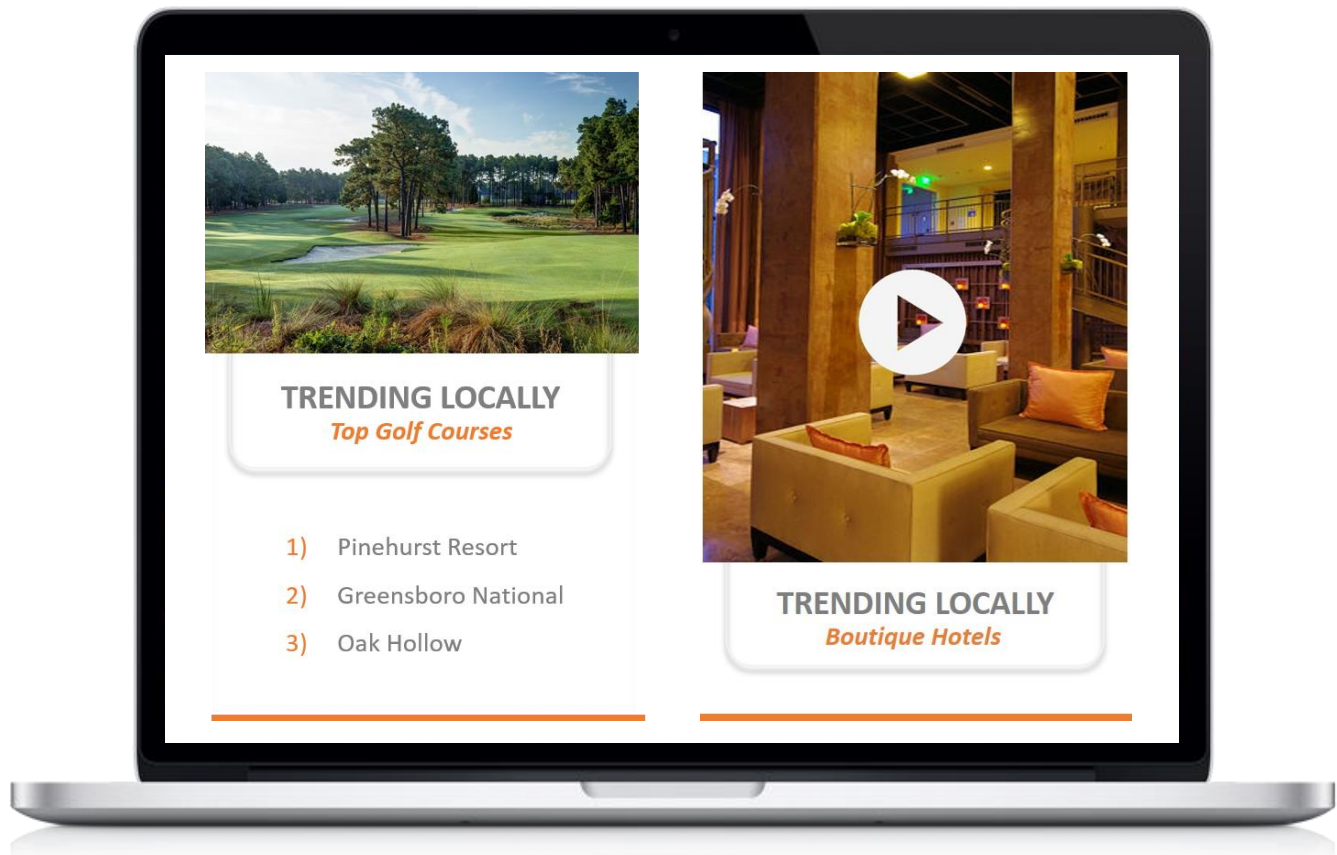 TRENDING LOCALLY
Top Golf Courses
1) Pinehurst Resort
2) Greensboro National
3) Oak Hollow
TRENDING LOCALLY
Boutique Hotels